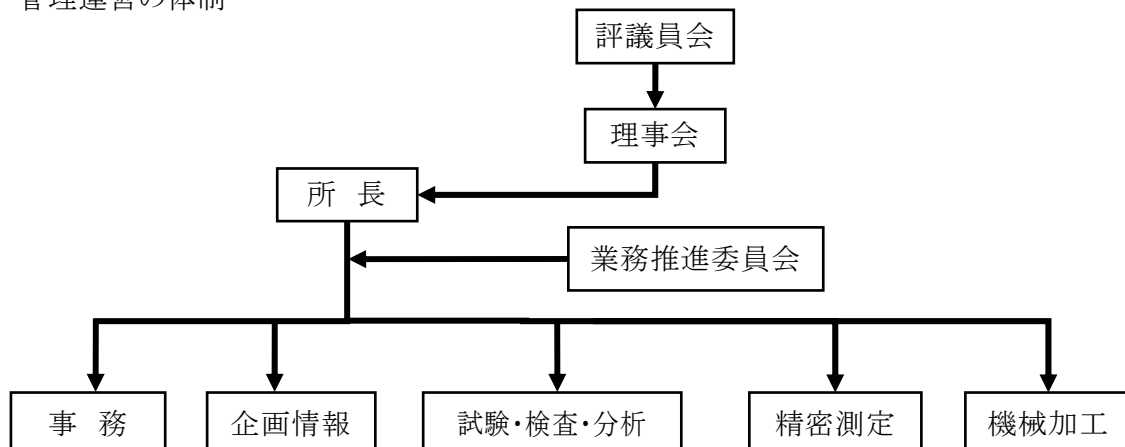 管理運営の体制
評議員会
理事会
所 長
業務推進委員会
事 務
企画情報
試験・検査・分析
精密測定
機械加工